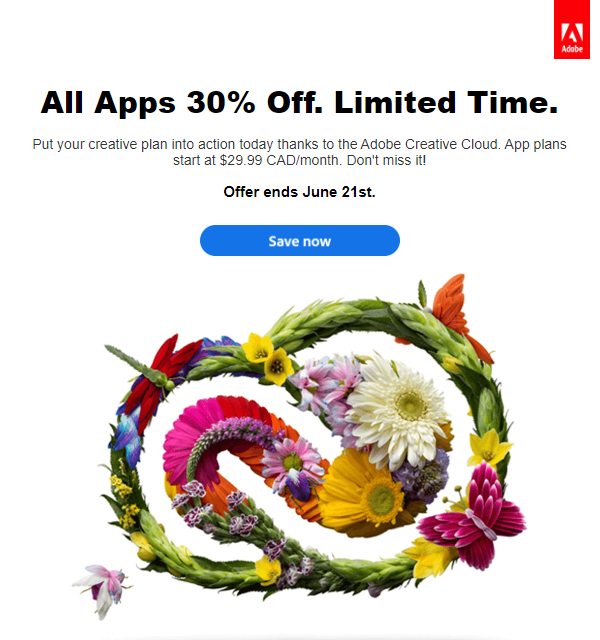 Adobe
All Apps 30% Off. Limited Time.
Put your creative plan into action today thanks to the Adobe Creative Cloud. App plans
start at $29.99 CAD/month. Don't miss it!
Offer ends June 21st.
Save now